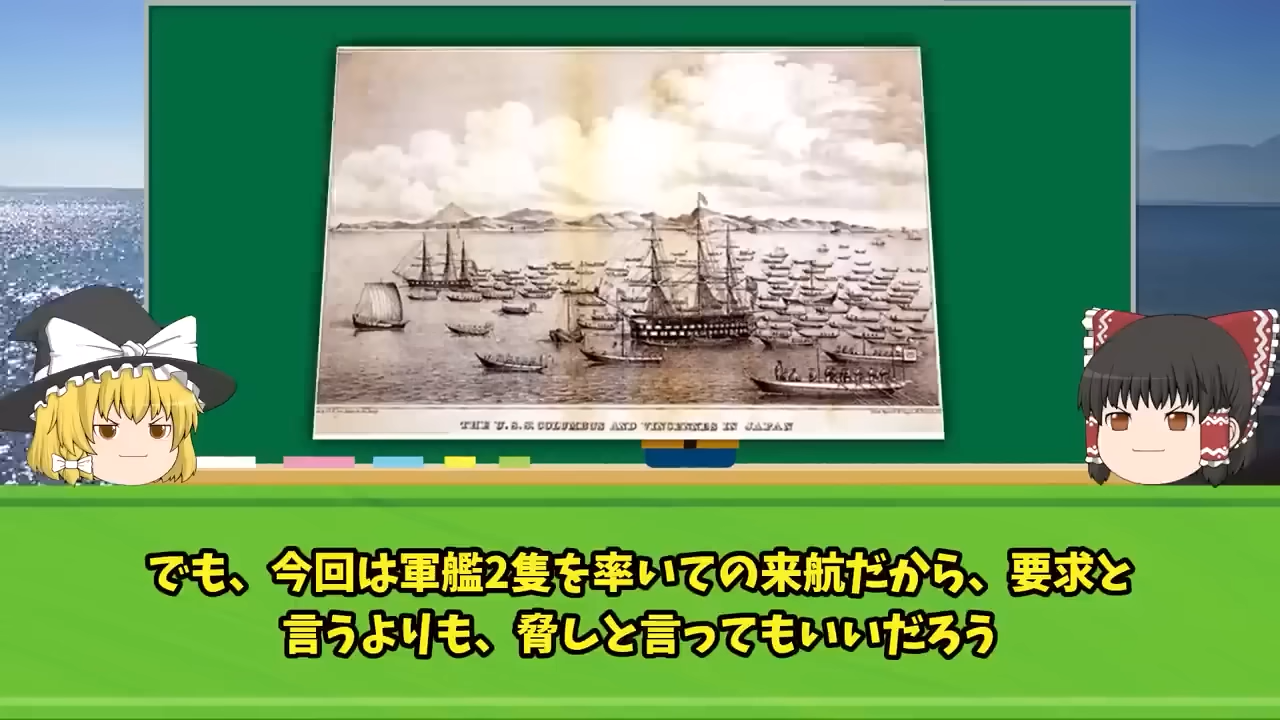 THE U.S.S. COLUMBUS AND VINCENNES IN JAPAN
でも、今回は軍艦2隻を率いての来航だから、要求と
言うよりも、脅しと言ってもいいだろう